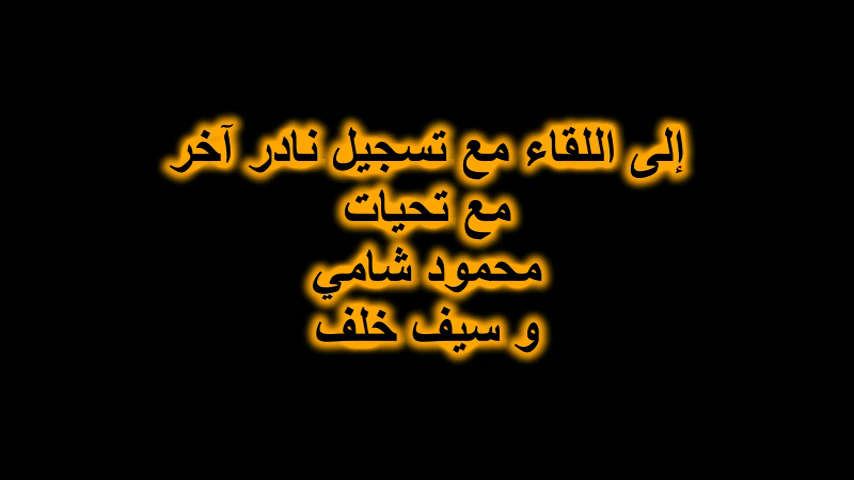 إلى اللقاء مع تسجيل نادر آخر
مع تحيات
محمود شامي
و سيف خلف